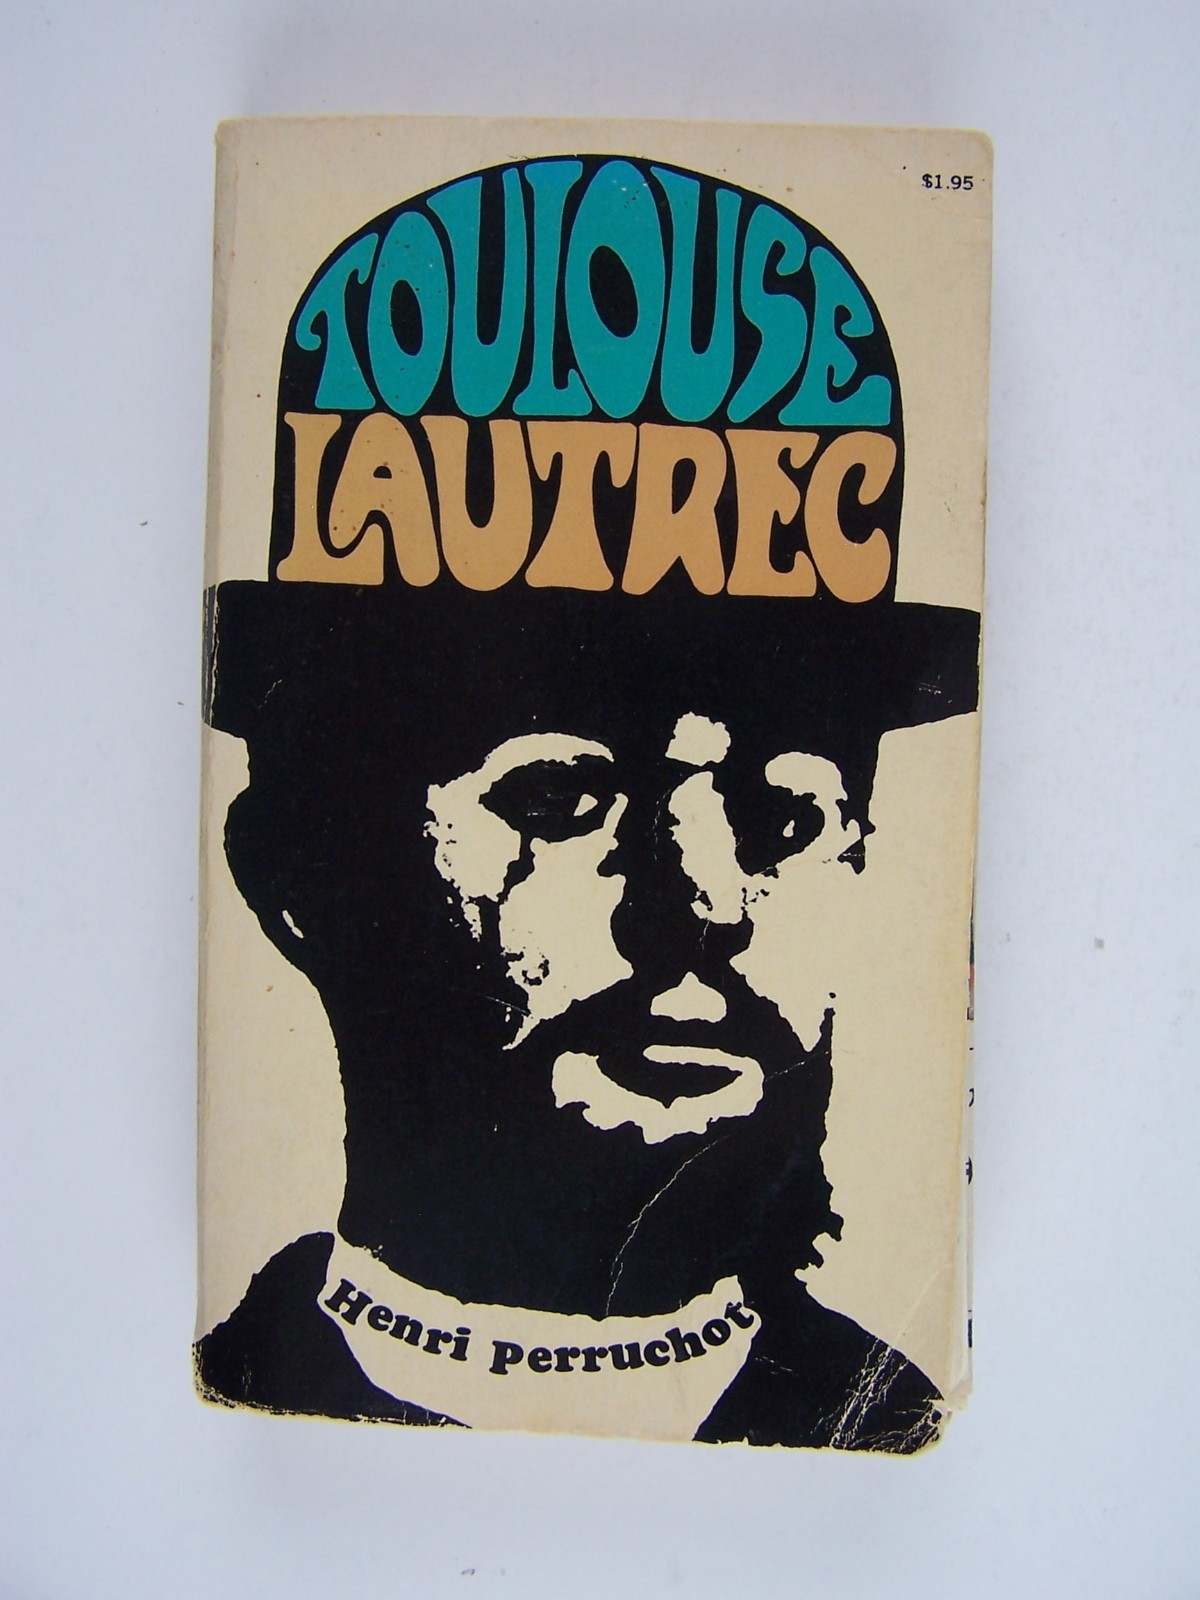 $1.95
TOULOUSE
LAUTREC
Henri Perruchot